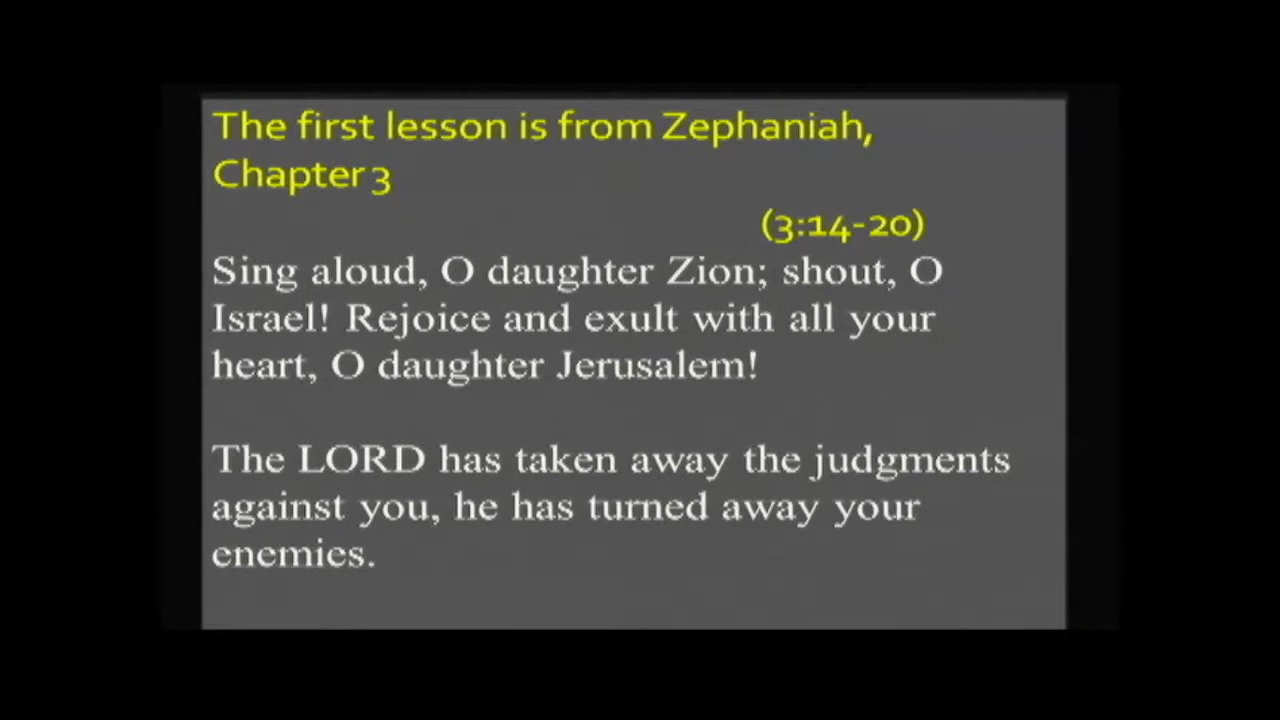 The first lesson is from Zephaniah,
Chapter 3
(3:14-20)
Sing aloud, O daughter Zion; shout, O
Israel! Rejoice and exult with all your
heart, O daughter Jerusalem!
The LORD has taken away the judgments
against you, he has turned away your
enemies.